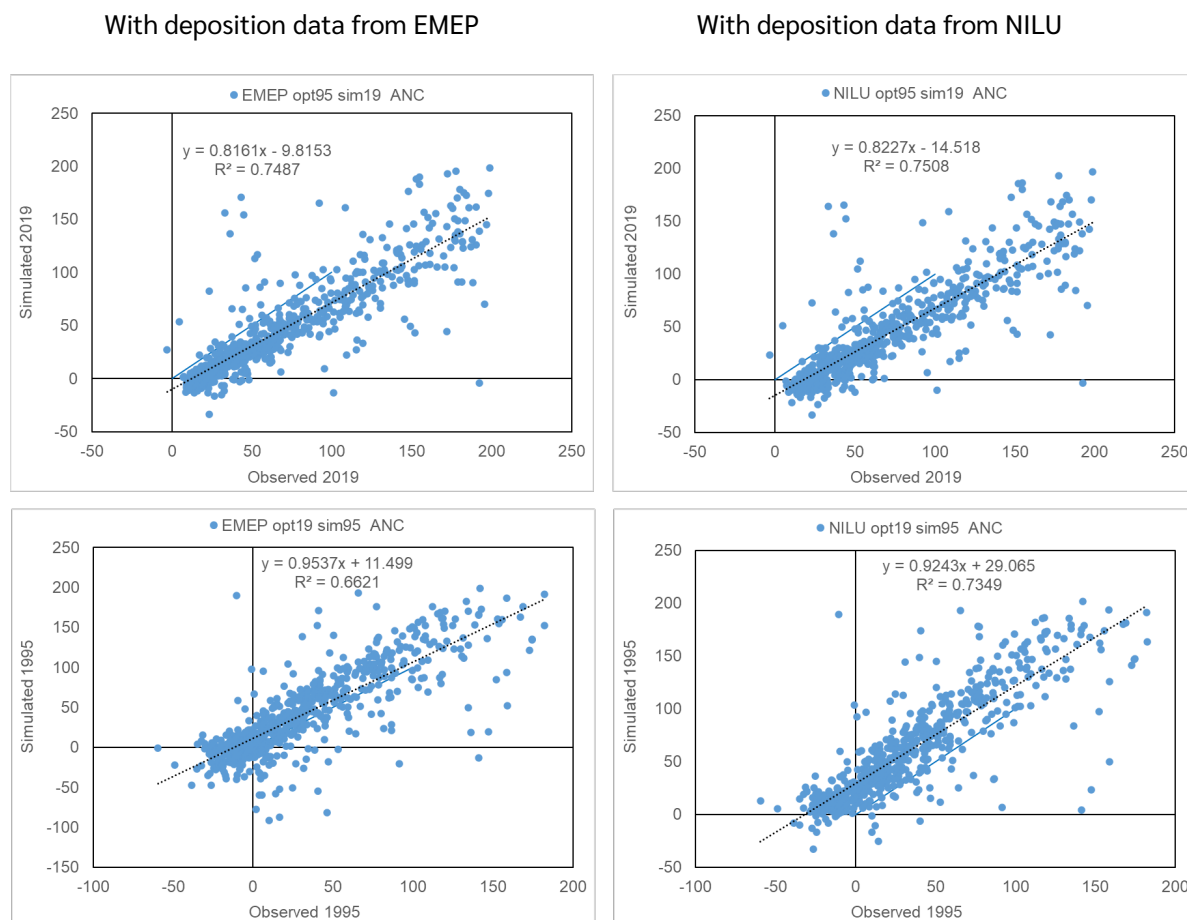 With deposition data from EMEP
With deposition data from NILU
EMEP opt95 sim19 ANC
250
200
150
100
50
0
-50
y = 0.8161x - 9.8153
R² = 0.7487
Simulated 2019
-50 0 50 100 150 200 250
Observed 2019
NILU opt95 sim19 ANC
250
200
150
100
50
0
-50
y = 0.8227x - 14.518
R² = 0.7508
Simulated 2019
-50 0 50 100 150 200 250
Observed 2019
EMEP opt19 sim95 ANC
250
200
150
100
50
0
-50
-100
-150
y = 0.9537x + 11.499
R² = 0.6621
Simulated 1995
-100 -50 0 50 100 150 200
Observed 1995
NILU opt19 sim95 ANC
250
200
150
100
50
0
-50
y = 0.9243x + 29.065
R² = 0.7349
Simulated 1995
-100 -50 0 50 100 150 200
Observed 1995